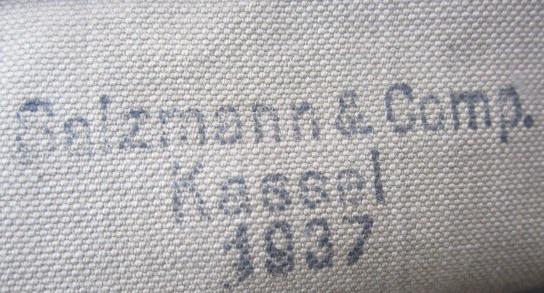 Salzmann & Comp.
Kassel
1937